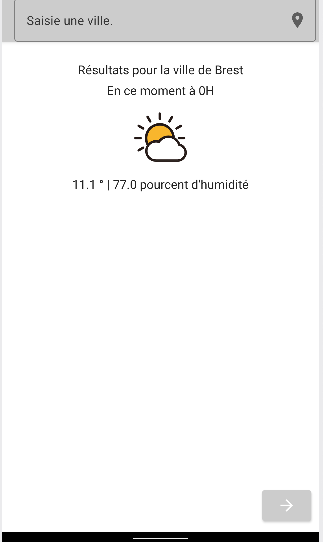 Saisie une ville.
Résultats pour la ville de Brest
En ce moment à 0H
11.1 ° | 77.0 pourcent d'humidité